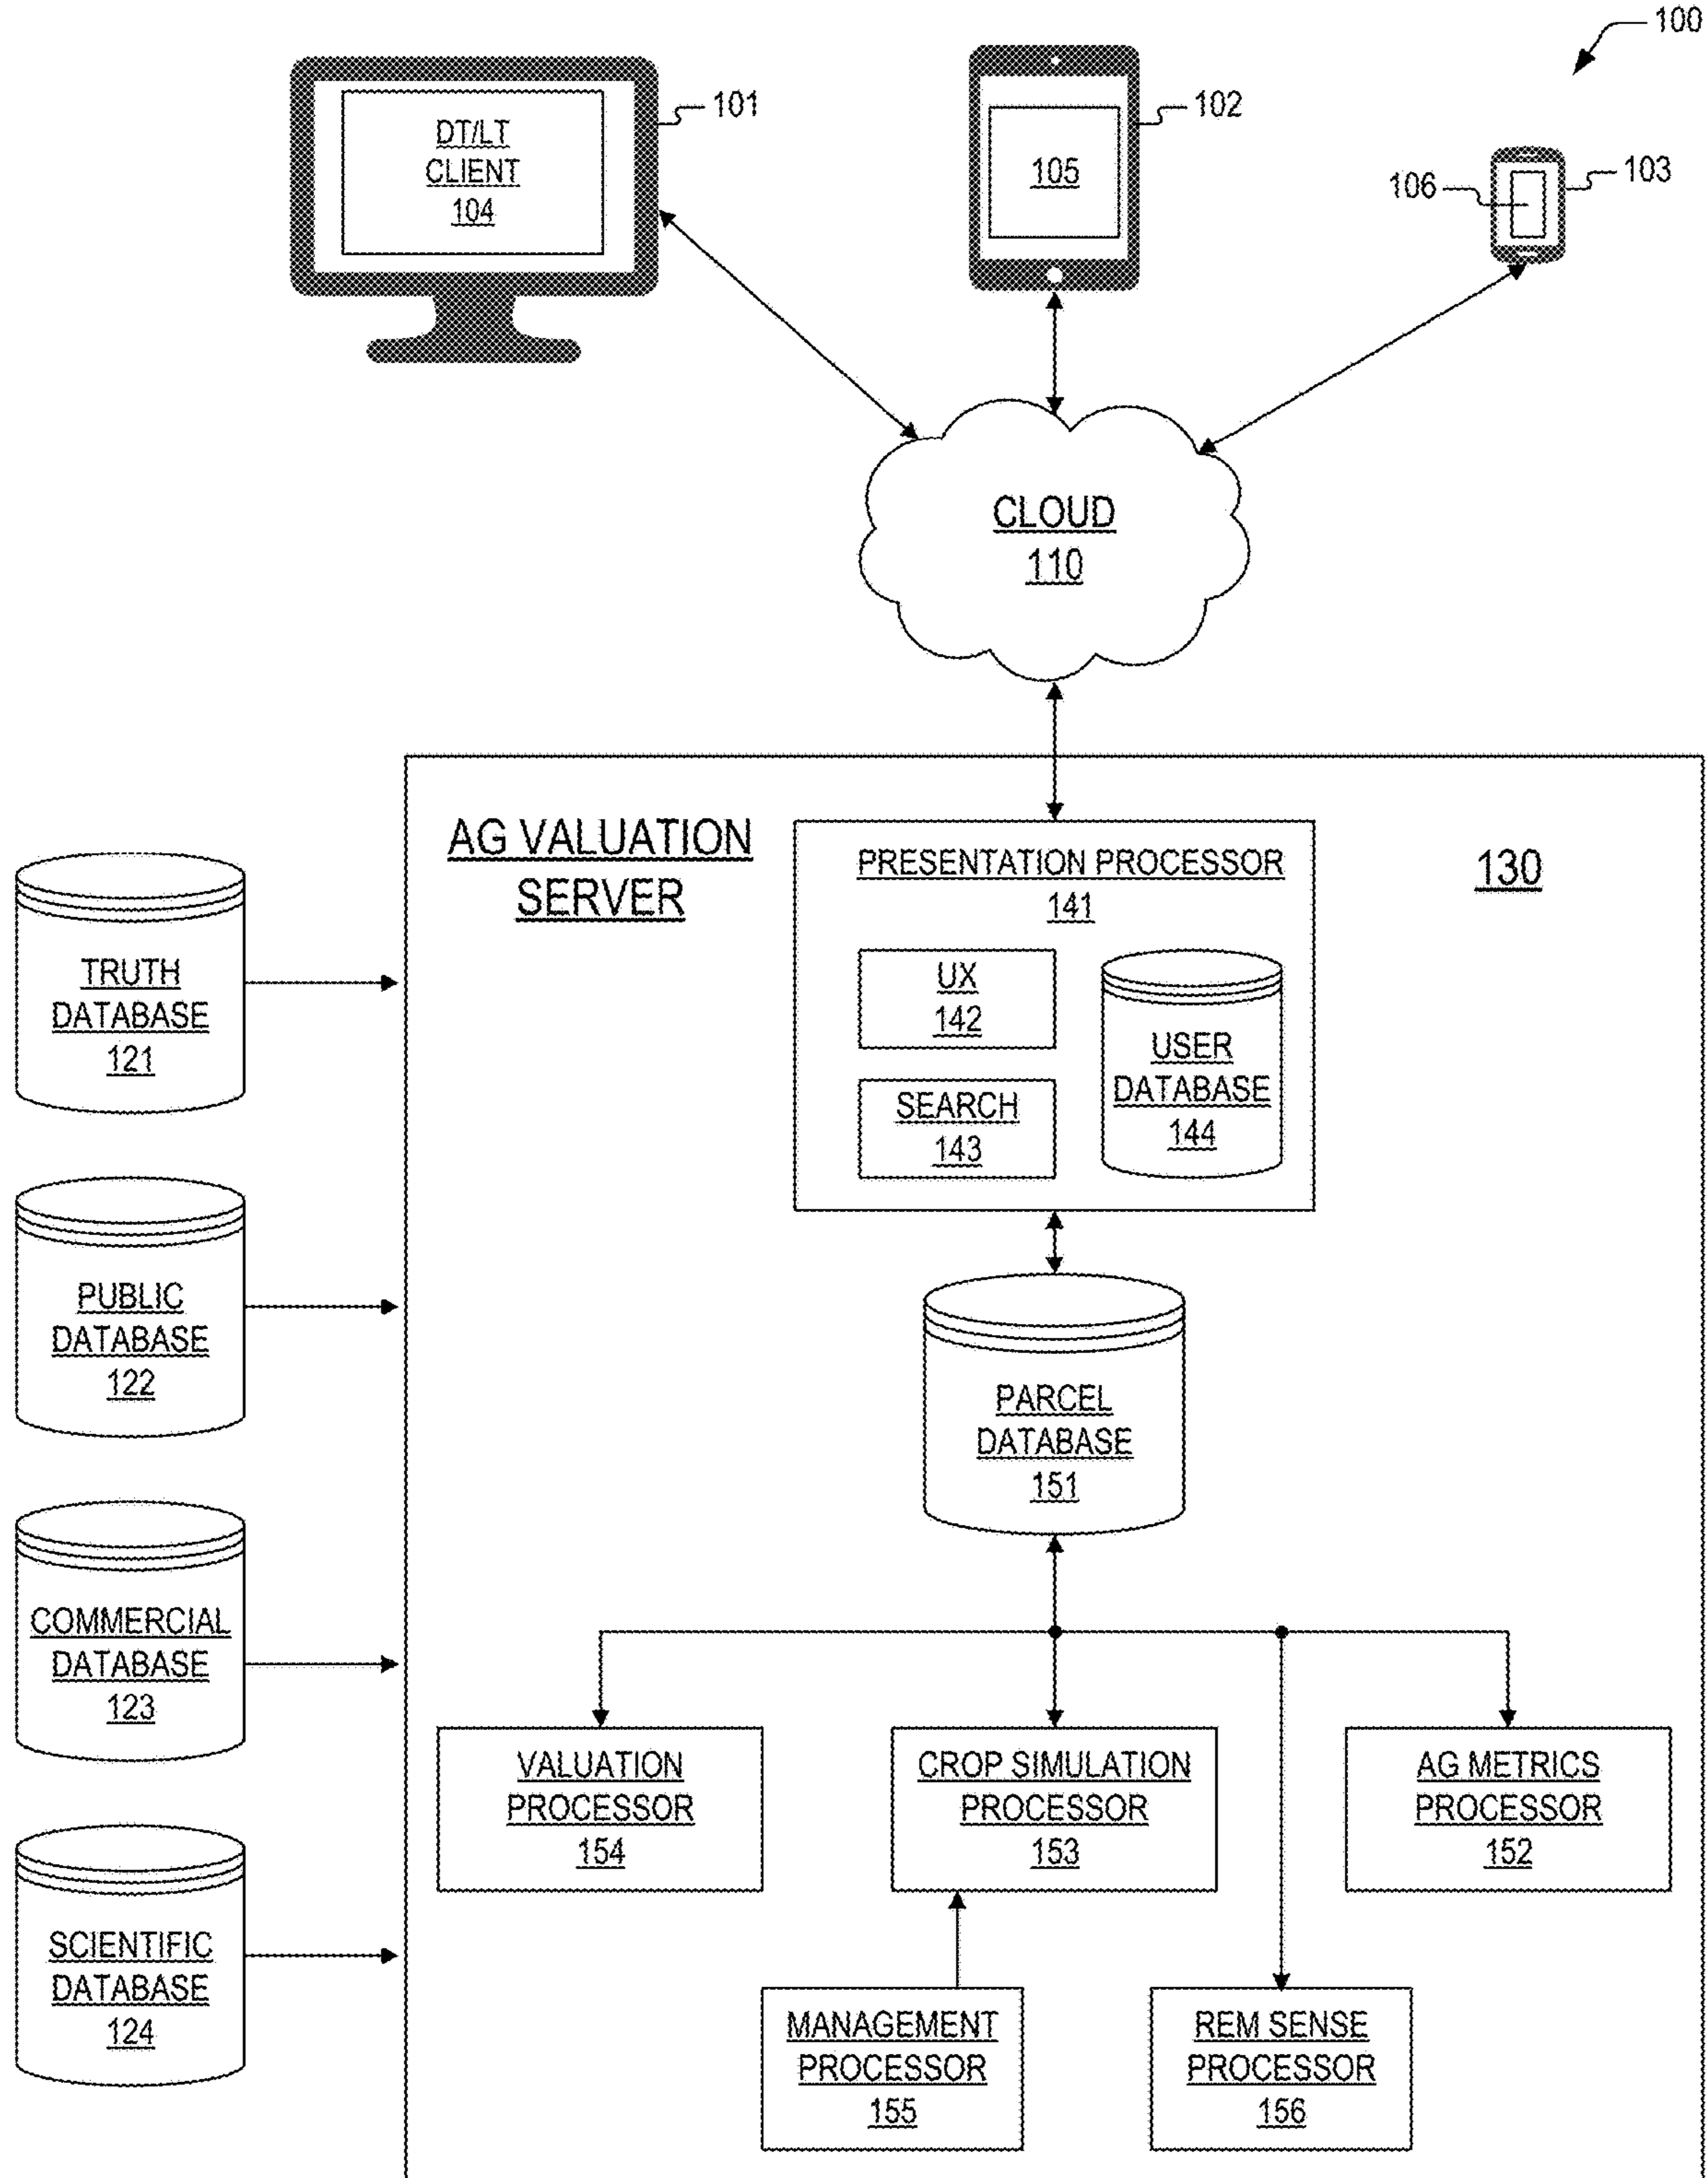 100
101
DT/LT
CLIENT
104
102
105
103
106
CLOUD
110
AG VALUATION
SERVER
130
PRESENTATION PROCESSOR
141
UX
142
SEARCH
143
USER
DATABASE
144
TRUTH
DATABASE
121
PUBLIC
DATABASE
122
COMMERCIAL
DATABASE
123
SCIENTIFIC
DATABASE
124
PARCEL
DATABASE
151
VALUATION
PROCESSOR
154
CROP SIMULATION
PROCESSOR
153
AG METRICS
PROCESSOR
152
MANAGEMENT
PROCESSOR
155
REM SENSE
PROCESSOR
156